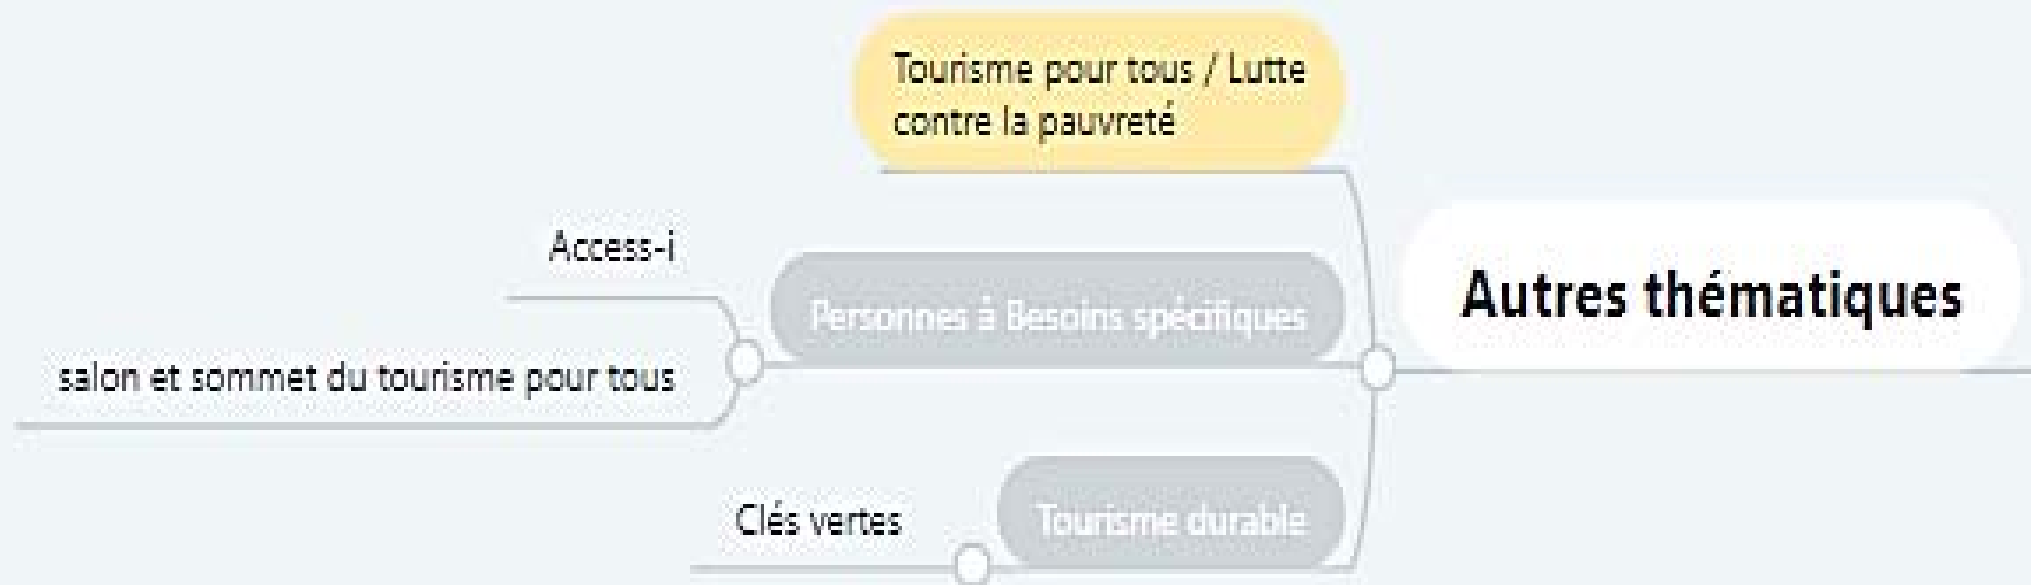 Tourisme pour tous / Lutte
contre la pauvreté
Access-i
Personnes à Besoins spécifiques
Autres thématiques
salon et sommet du tourisme pour tous
Clés vertes
Tourisme durable